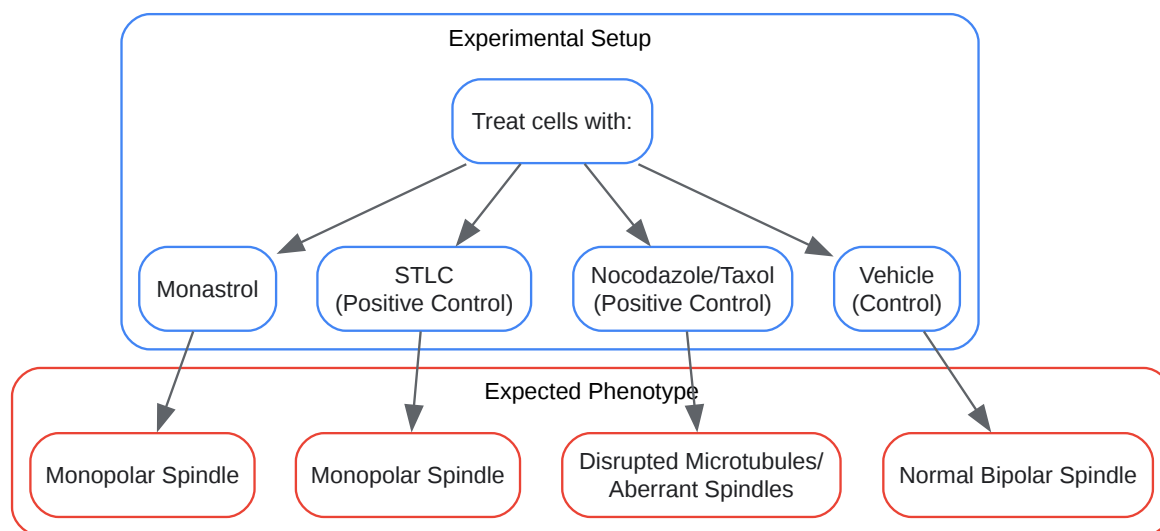 Experimental Setup
Treat cells with:
Monastrol
STLC
(Positive Control)
Nocodazole/Taxol
(Positive Control)
Vehicle
(Control)
Expected Phenotype
Monopolar Spindle
Monopolar Spindle
Disrupted Microtubules/
Aberrant Spindles
Normal Bipolar Spindle